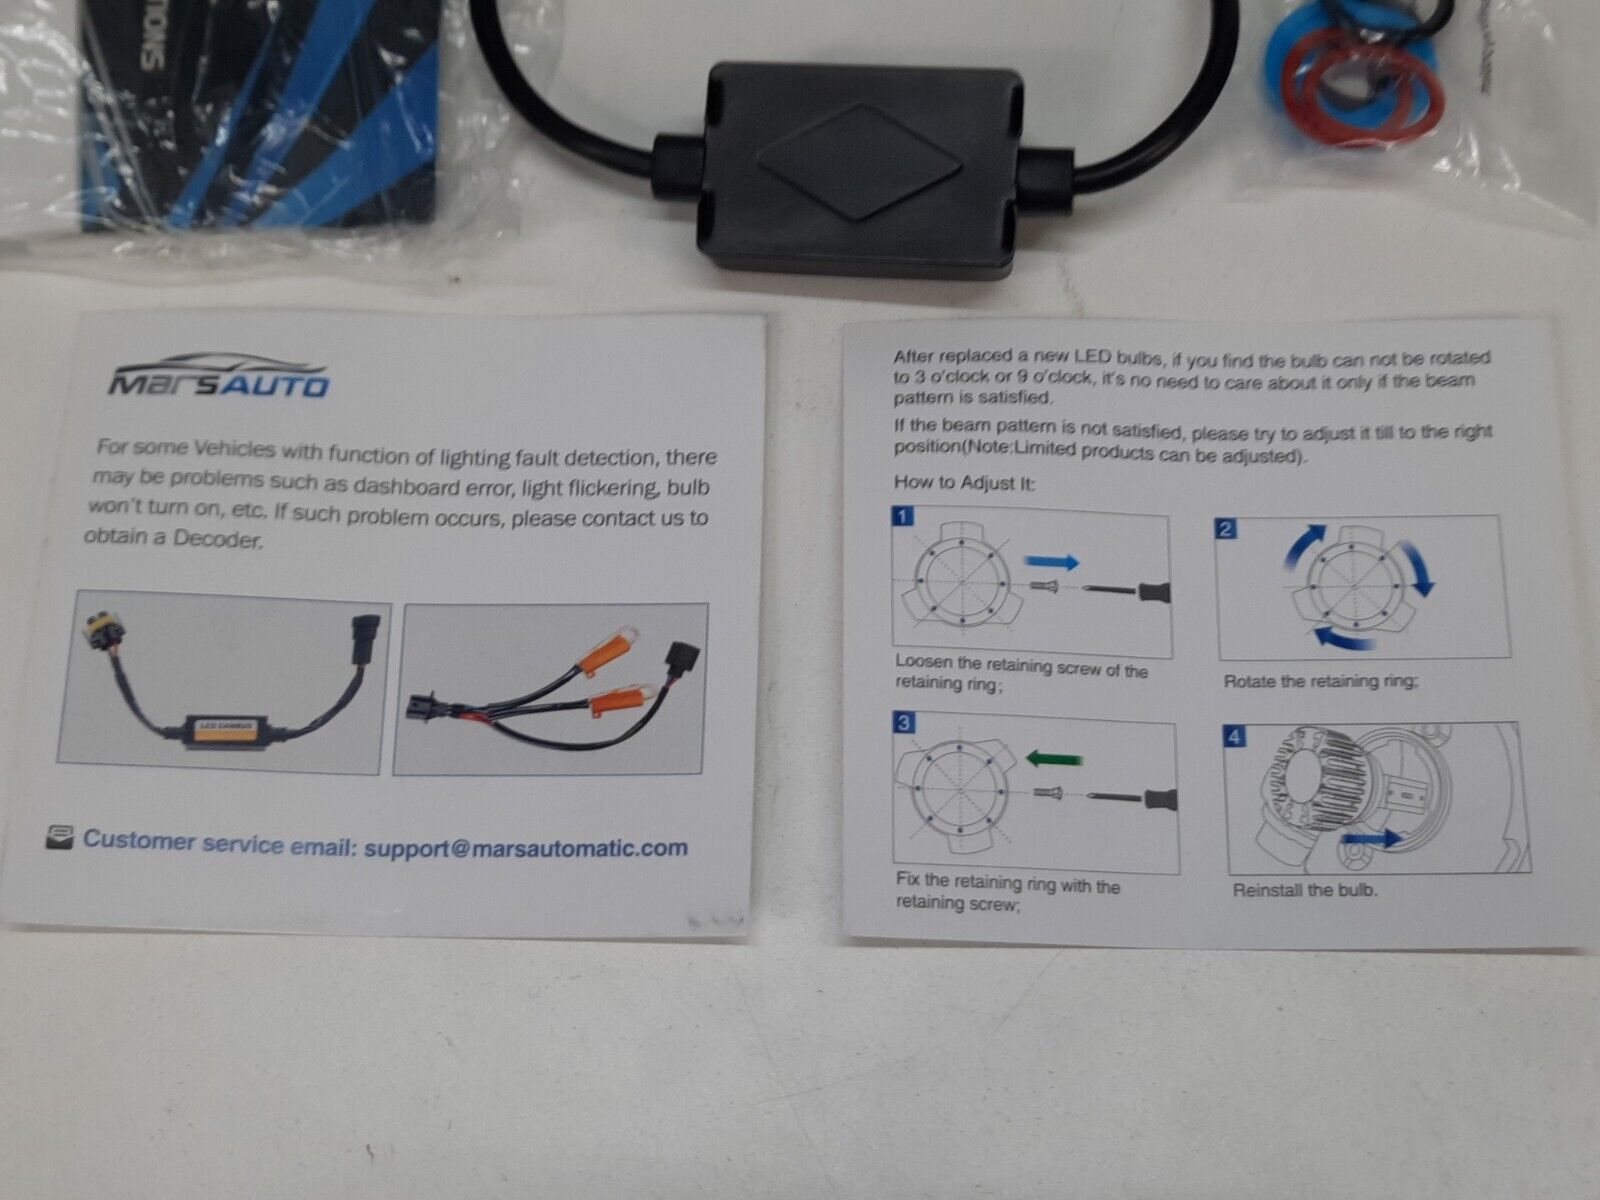 MarsAUTO
For some Vehicles with function of lighting fault detection, there
may be problems such as dashboard error, light flickering, bulb
won't turn on, etc. If such problem occurs, please contact us to
obtain a Decoder.
LED CANBUS
Customer service email: support@marsautomatic.com
After replaced a new LED bulbs, if you find the bulb can not be rotated
to 3 o'clock or 9 o'clock, it's no need to care about it only if the beam
pattern is satisfied.
If the beam pattern is not satisfied, please try to adjust it till to the right
position(Note:Limited products can be adjusted).
How to Adjust It:
1
2
Loosen the retaining screw of the
retaining ring;
Rotate the retaining ring;
3
4
Fix the retaining ring with the
retaining screw;
Reinstall the bulb.